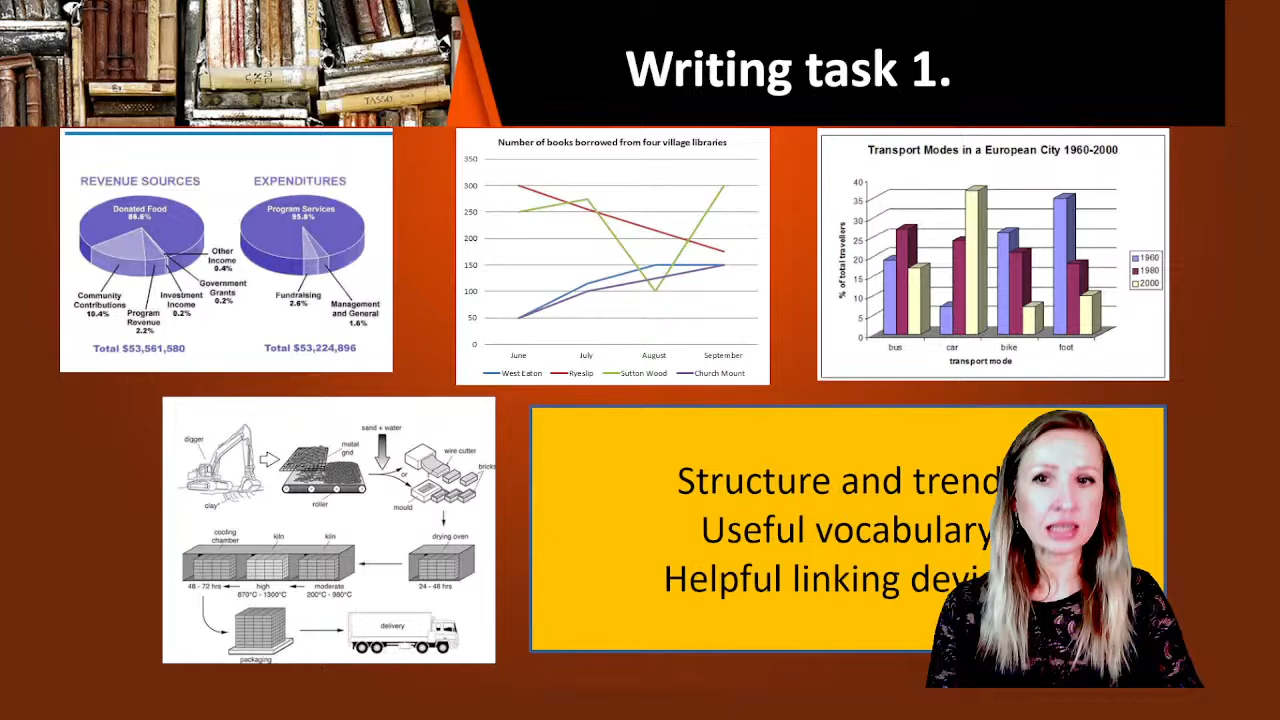 Writing task 1.
TASSO
REVENUE SOURCES
EXPENDITURES
Donated Food
86.6%
Program Services
95.8%
Other
Income
0.4%
Government
Grants
0.2%
Investment
Income
0.2%
Program
Revenue
2.2%
Community
Contributions
10.4%
Fundraising
2.6%
Management
and General
1.6%
Total $53,561,580
Total $53,224,896
Number of books borrowed from four village libraries
350
300
250
200
150
100
50
0
June July August September
West Eaton Ryeslip Sutton Wood Church Mount
Transport Modes in a European City 1960-2000
% of total travellers
40
35
30
25
20
15
10
5
0
bus car bike foot
transport mode
1960
1980
2000
digger
clay*
metal
grid
roller
sand + water
or
mould
wire cutter
bricks
drying oven
24 - 48 hrs
cooling
chamber
kiln
kiln
48 - 72 hrs
high
870°C - 1300°C
moderate
200°C - 980°C
packaging
delivery
Structure and trend
Useful vocabulary
Helpful linking devi